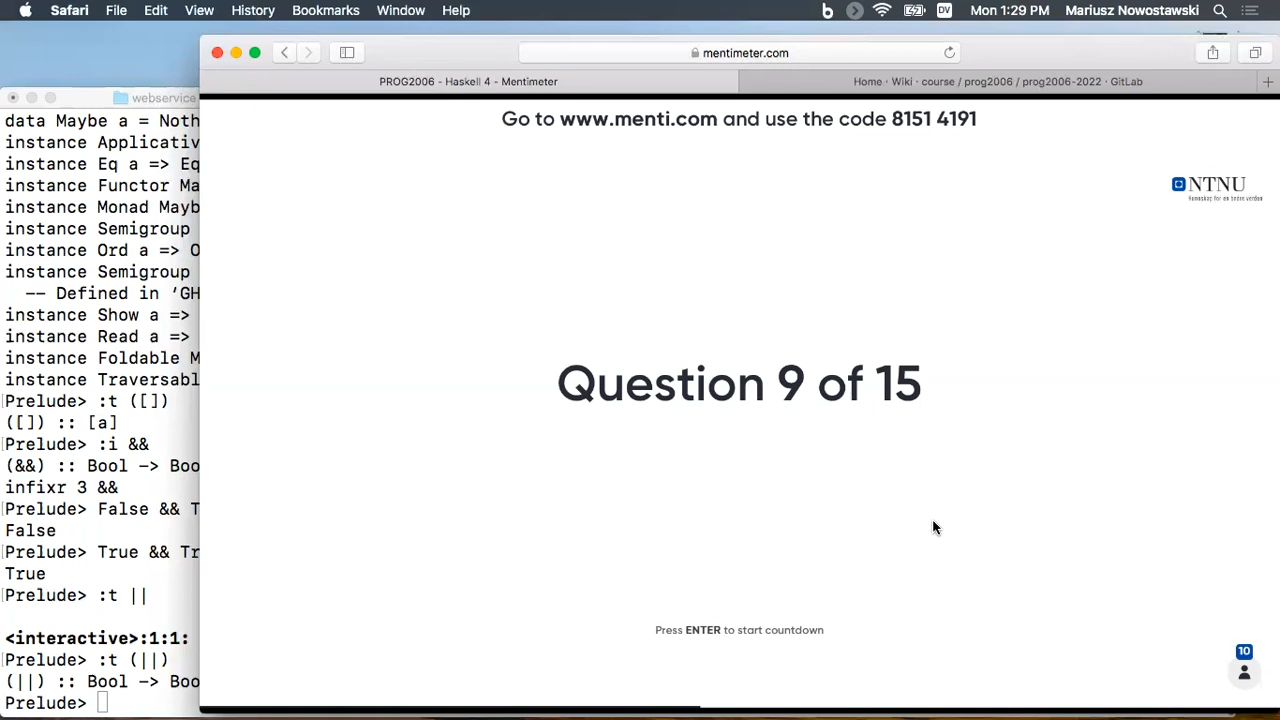 Safari File Edit View History Bookmarks Window Help
DV Mon 1:29 PM Mariusz Nowostawski
mentimeter.com
PROG2006 - Haskell 4 - Mentimeter
Home · Wiki · course / prog2006 / prog2006-2022 · GitLab
webservice
data Maybe a = Noth
instance Applicativ
instance Eq a => Eq
instance Functor Ma
instance Monad Mayb
instance Semigroup
instance Ord a => O
instance Semigroup
-- Defined in ‘GH
instance Show a =>
instance Read a =>
instance Foldable M
instance Traversabl
Prelude> :t ([])
([]) :: [a]
Prelude> :i &&
(&&) :: Bool -> Boo
infixr 3 &&
Prelude> False && T
False
Prelude> True && Tr
True
Prelude> :t ||
<interactive>:1:1:
Prelude> :t (||)
(||) :: Bool -> Boo
Prelude>
Go to www.menti.com and use the code 8151 4191
NTNU
Question 9 of 15
Press ENTER to start countdown
10